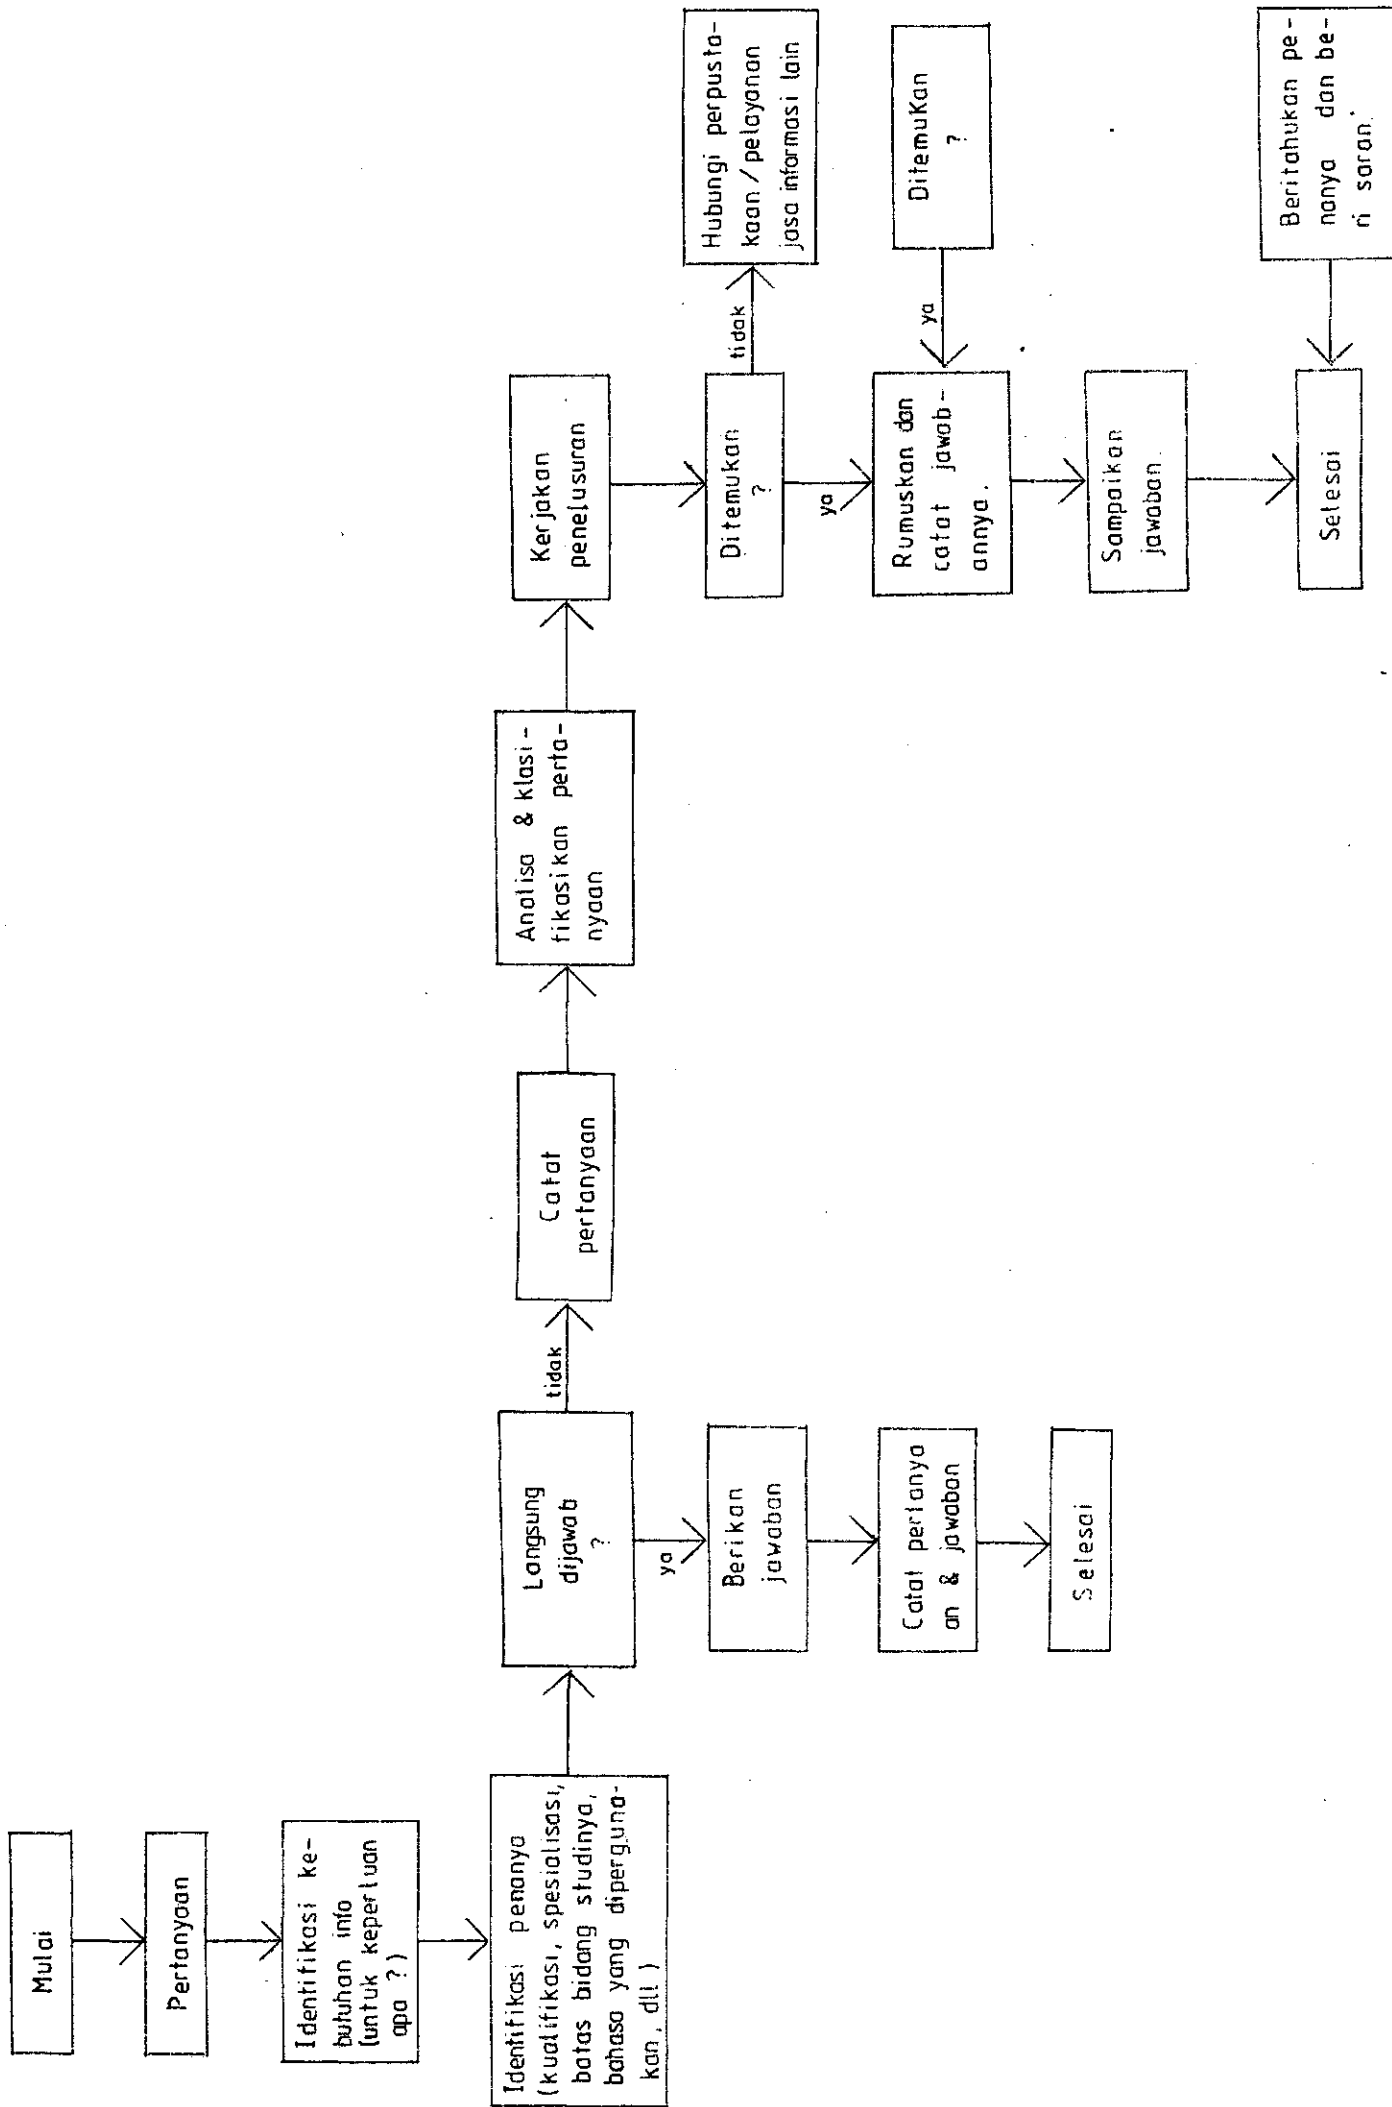 Mulai
Pertanyaan
Identifikasi ke-
butuhan info
(untuk keperluan
apa ?)
Identifikasi penanya
(kualifikasi, spesialisasi,
batas bidang studinya,
bahasa yang diperguna-
kan, dll)
Langsung
dijawab
?
ya
tidak
Berikan
jawaban
Catat pertanya
an & jawaban
Selesai
Catat
pertanyaan
Analisa & klasi-
fikasikan perta-
nyaan
Kerjakan
penelusuran
Ditemukan
?
tidak
ya
Hubungi perpusta-
kaan / pelayanan
jasa informasi lain
Ditemukan
?
ya
Rumuskan dan
catat jawab-
annya.
Sampaikan
jawaban.
Selesai
Beritahukan pe-
nanya dan be-
ri saran.